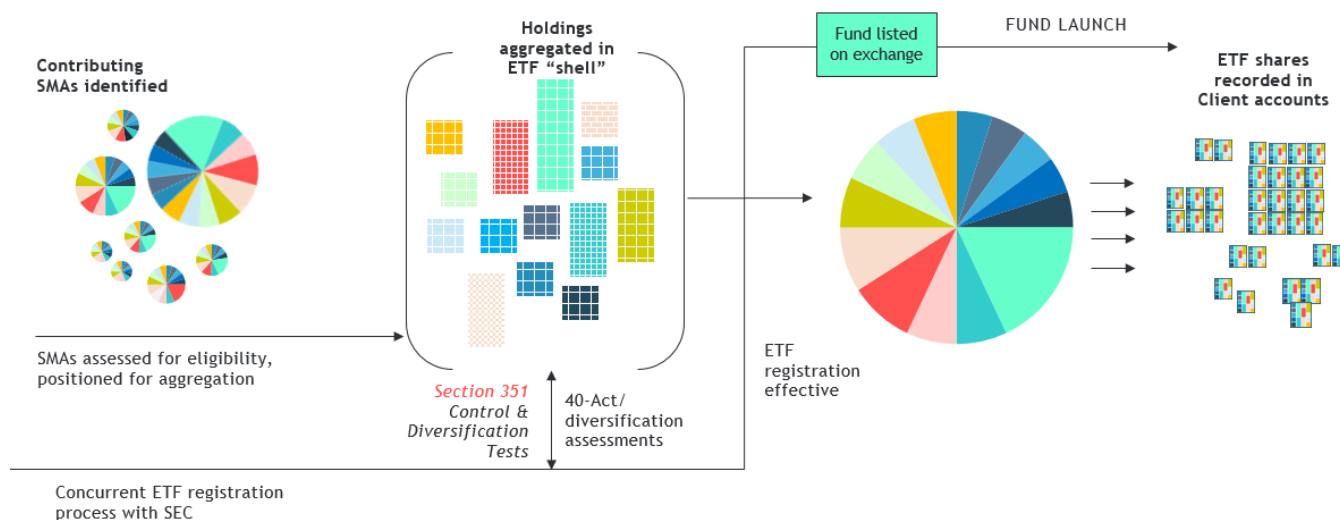 Contributing
SMAs identified
Holdings
aggregated in
ETF “shell”
Fund listed
on exchange
FUND LAUNCH
ETF shares
recorded in
Client accounts
SMAs assessed for eligibility,
positioned for aggregation
Section 351
Control &
Diversification
Tests
40-Act/
diversification
assessments
ETF
registration
effective
Concurrent ETF registration
process with SEC